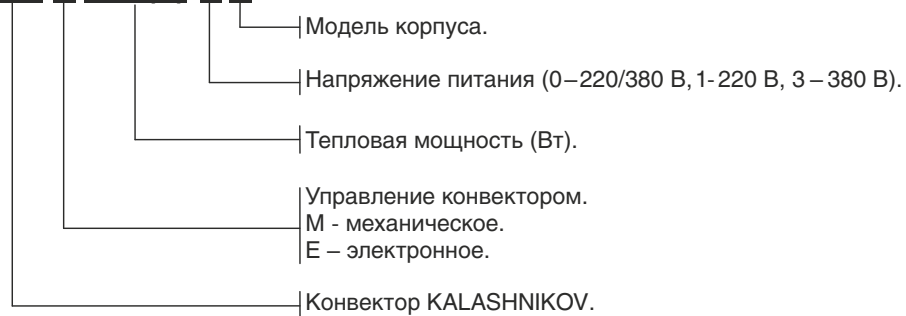 Модель корпуса.
Напряжение питания (0–220/380 В, 1- 220 В, 3 – 380 В).
Тепловая мощность (Вт).
Управление конвектором.
М - механическое.
Е – электронное.
Конвектор KALASHNIKOV.